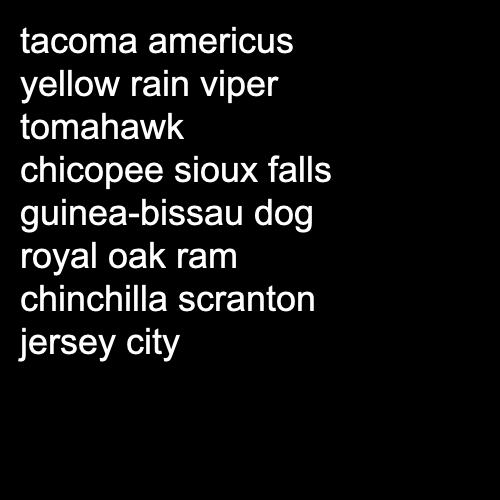 tacoma americus
yellow rain viper
tomahawk
chicopee sioux falls
guinea-bissau dog
royal oak ram
chinchilla scranton
jersey city